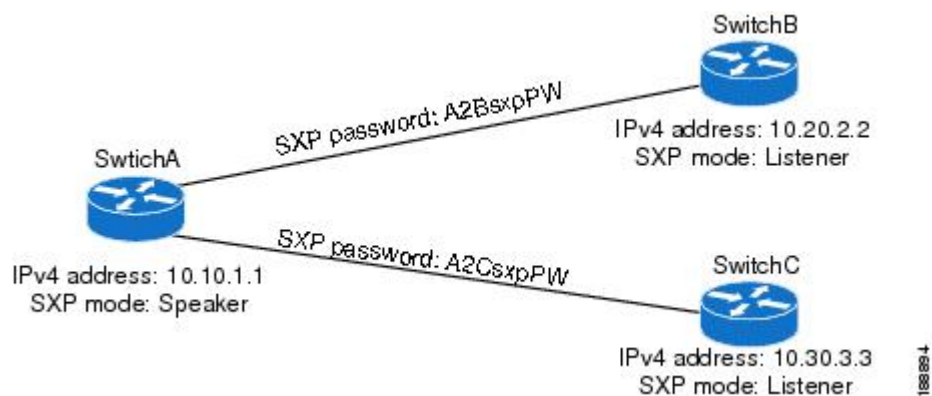 SwitchB
SXP password: A2BsxpPW
IPv4 address: 10.20.2.2
SXP mode: Listener
SwtichA
IPv4 address: 10.10.1.1
SXP mode: Speaker
SXP password: A2CsxpPW
SwitchC
IPv4 address: 10.30.3.3
SXP mode: Listener
188894